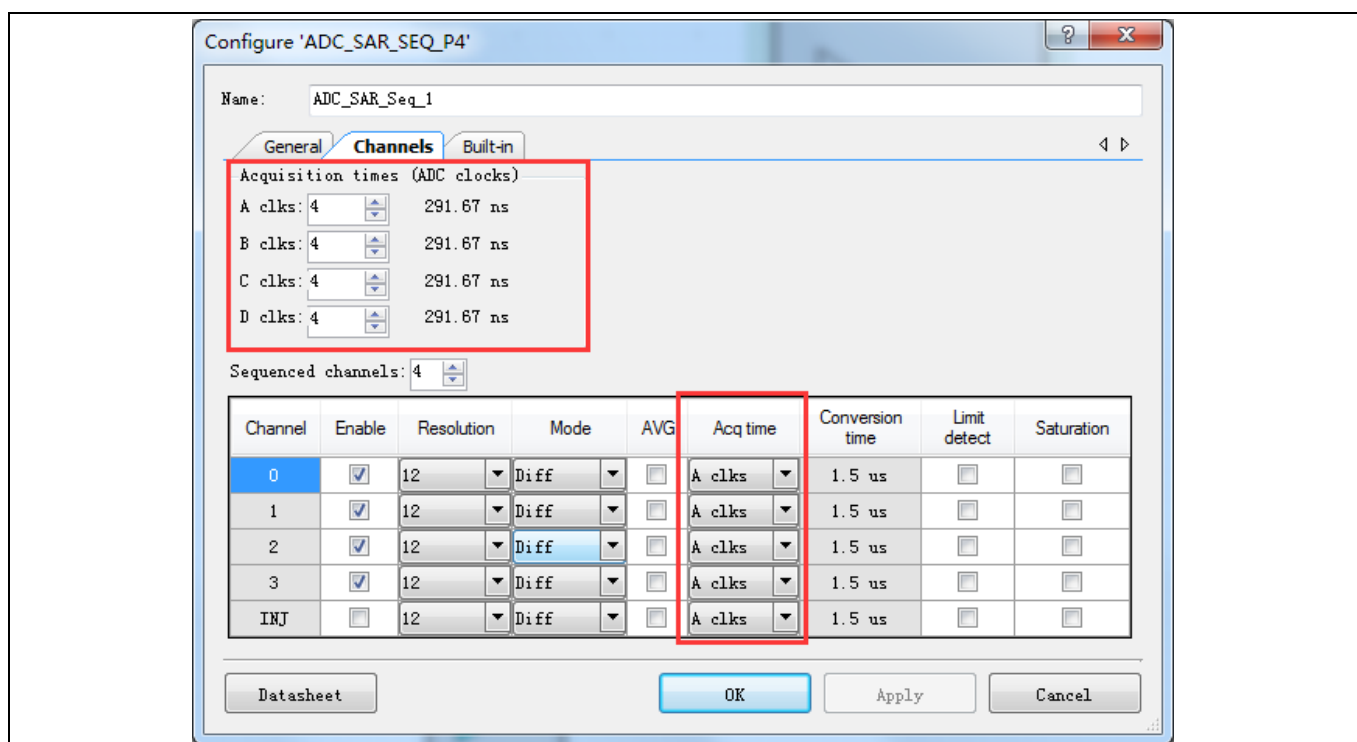 Configure 'ADC_SAR_SEQ_P4'
Name: ADC_SAR_Seq_1
General Channels Built-in
Acquisition times (ADC clocks)
A clks: 4 291.67 ns
B clks: 4 291.67 ns
C clks: 4 291.67 ns
D clks: 4 291.67 ns
Sequenced channels: 4
Channel Enable Resolution Mode AVG Acq time Conversion time Limit detect Saturation
0 12 Diff A clks 1.5 us
1 12 Diff A clks 1.5 us
2 12 Diff A clks 1.5 us
3 12 Diff A clks 1.5 us
INJ 12 Diff A clks 1.5 us
Datasheet OK Apply Cancel